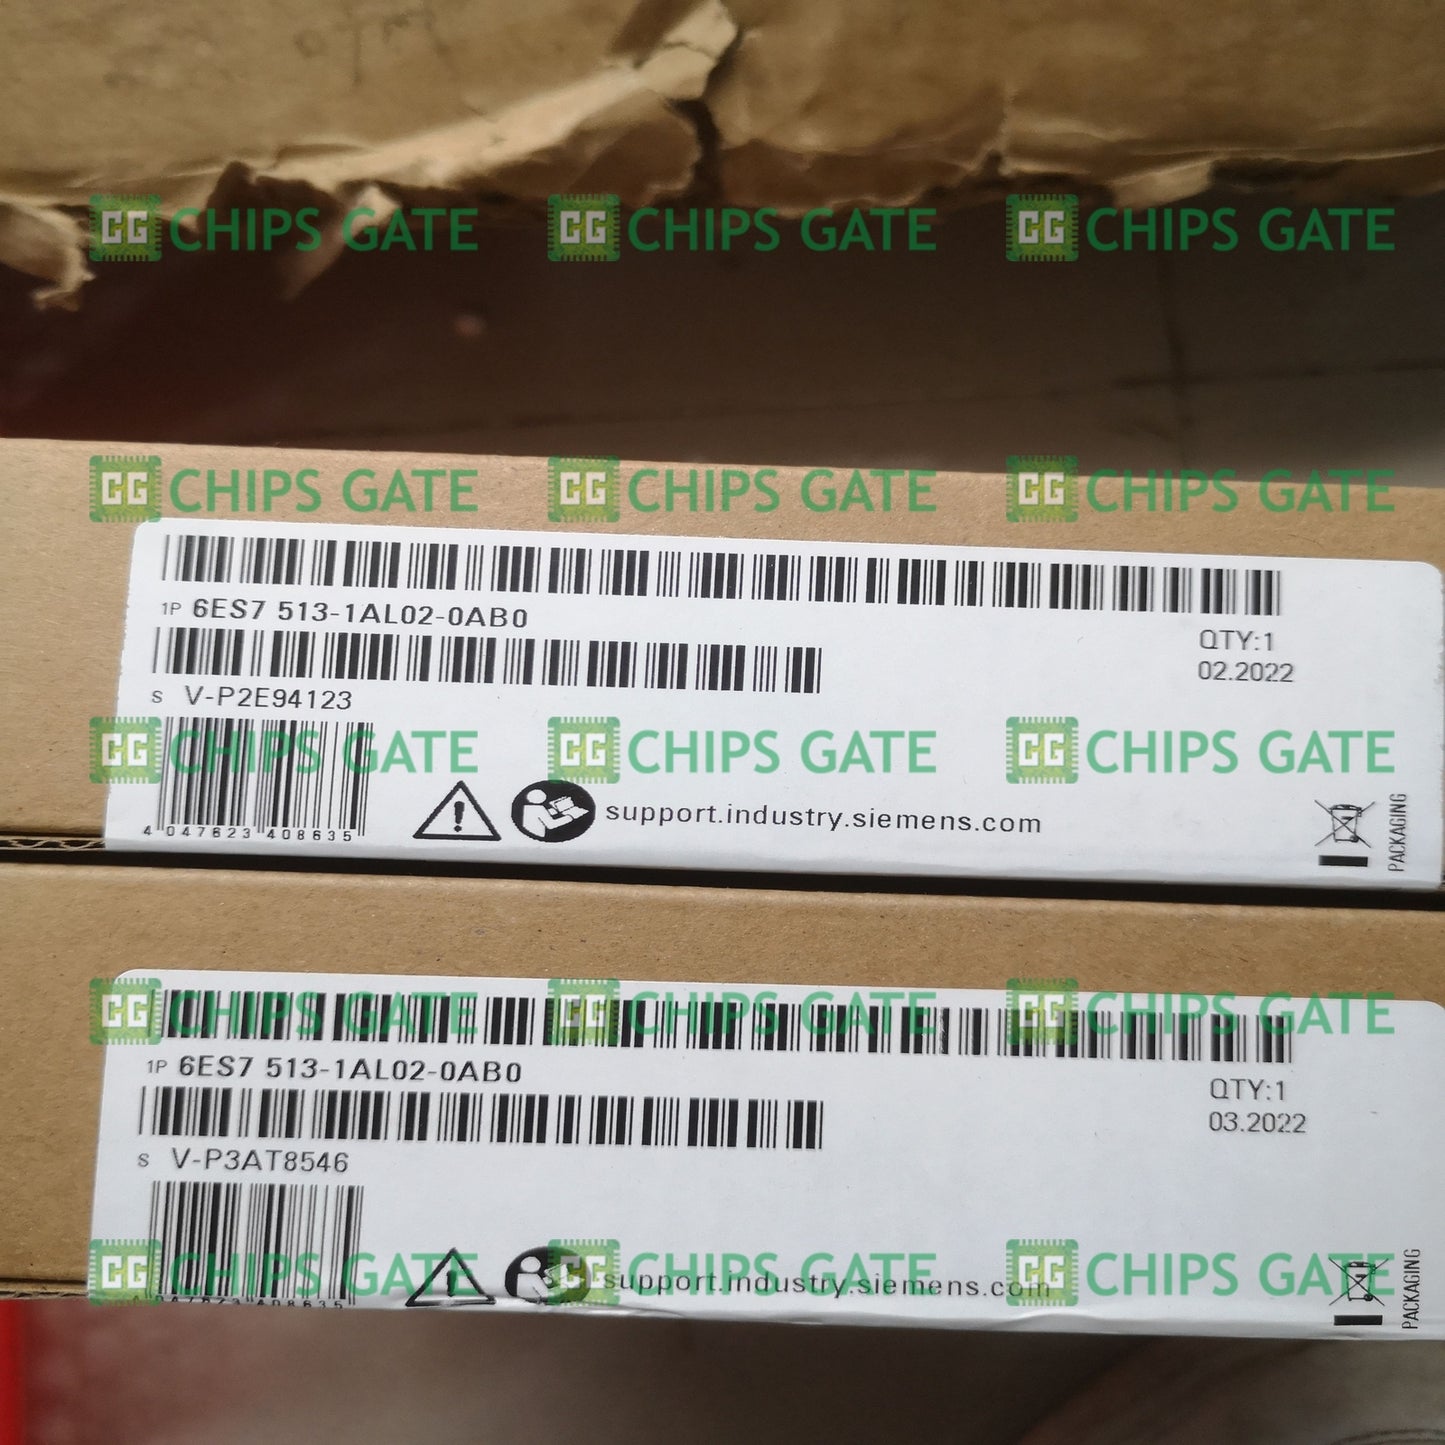 CG CHIPS GATE CG CHIPS GATE CG CHIPS GATE
CG CHIPS GATE CG CHIPS GATE CG CHIPS GATE
1P 6ES7 513-1AL02-0AB0
QTY:1
02.2022
S V-P2E94123
CG CHIPS GATE CG CHIPS GATE CG CHIPS GATE
4 047623 408635
support.industry.siemens.com
PACKAGING
CG CHIPS GATE CG CHIPS GATE CG CHIPS GATE
1P 6ES7 513-1AL02-0AB0
QTY:1
03.2022
S V-P3AT8546
CG CHIPS GATE CG CHIPS GATE CG CHIPS GATE
support.industry.siemens.com
PACKAGING
4 047623 408635